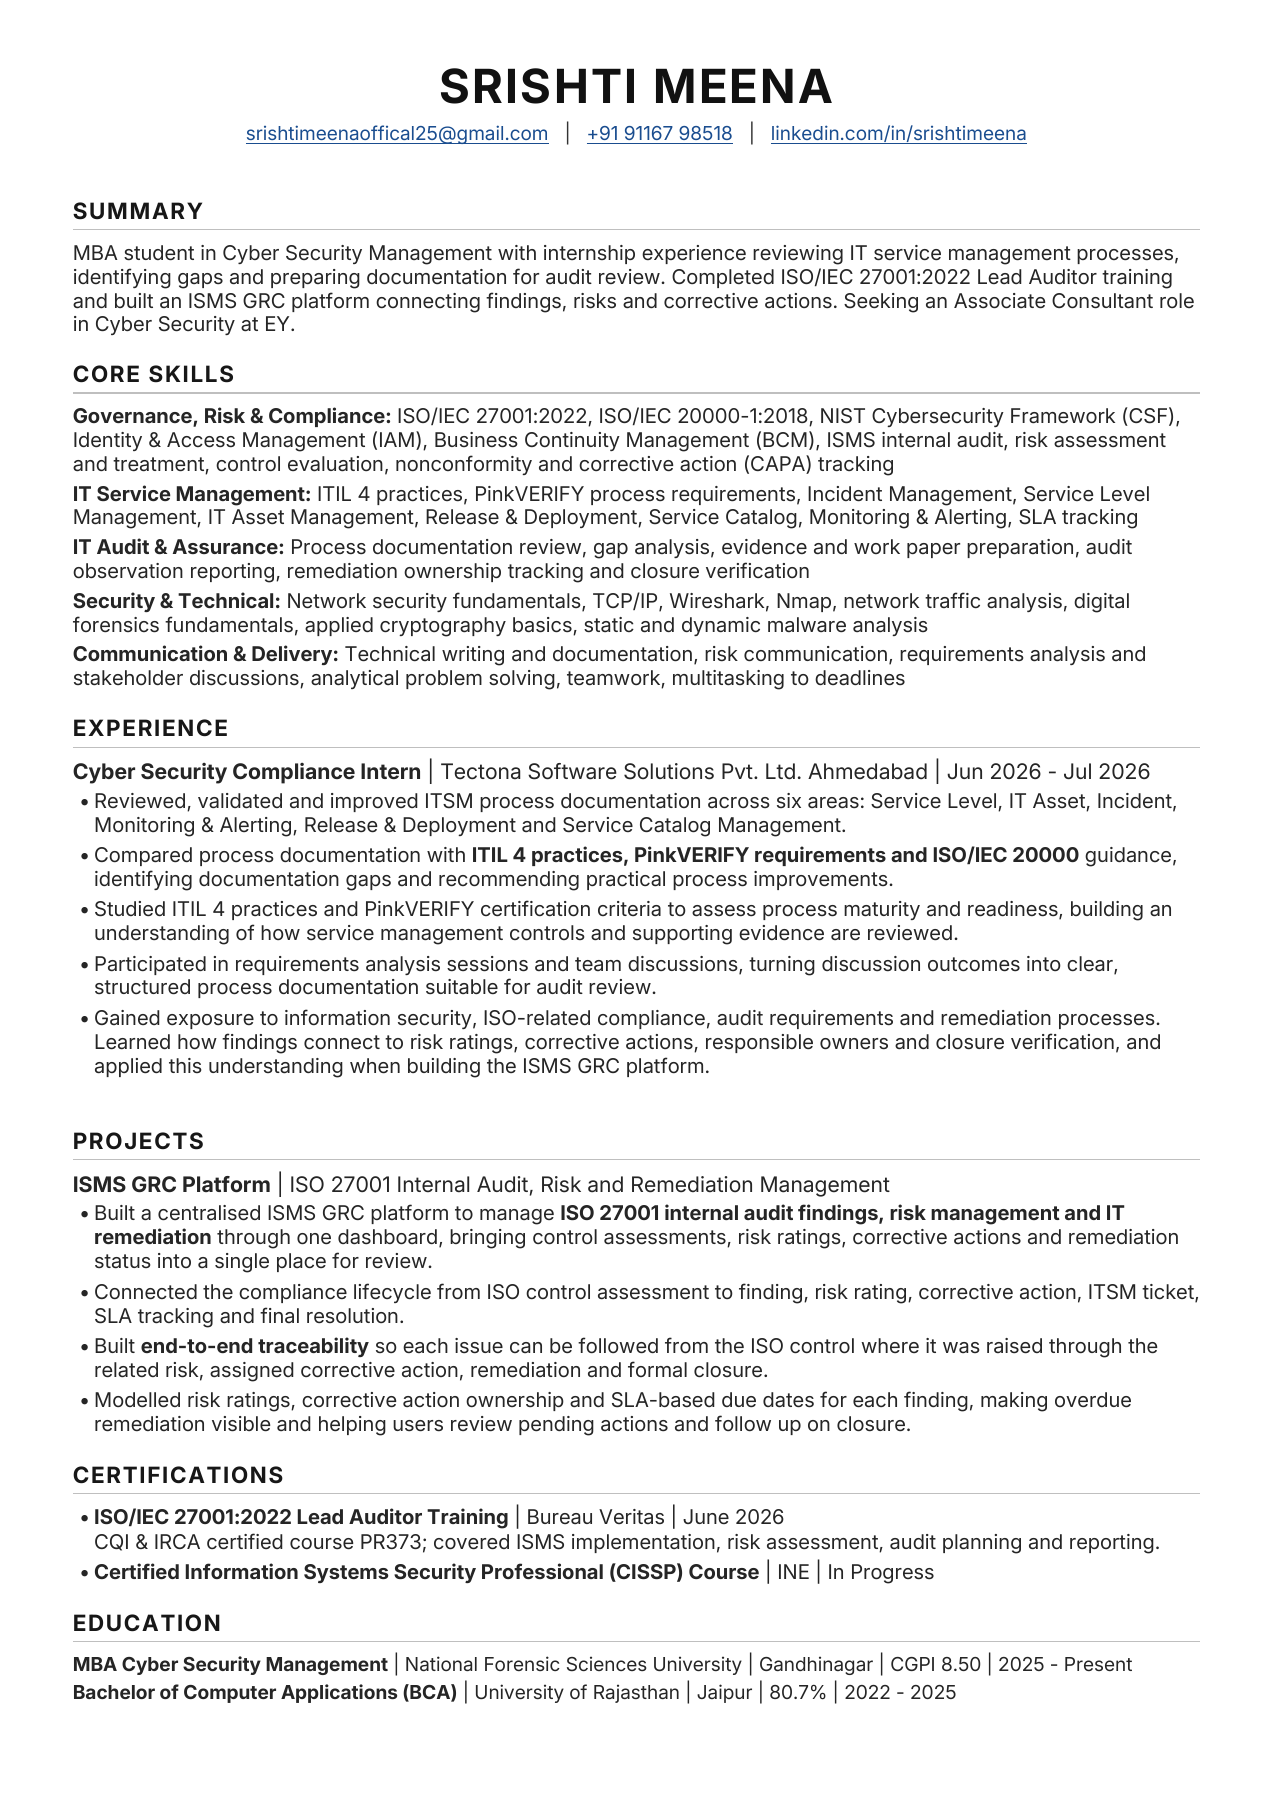 SRISHTI MEENA
srishtimeenaoffical25@gmail.com | +91 91167 98518 | linkedin.com/in/srishtimeena
SUMMARY
MBA student in Cyber Security Management with internship experience reviewing IT service management processes,
identifying gaps and preparing documentation for audit review. Completed ISO/IEC 27001:2022 Lead Auditor training
and built an ISMS GRC platform connecting findings, risks and corrective actions. Seeking an Associate Consultant role
in Cyber Security at EY.
CORE SKILLS
Governance, Risk & Compliance: ISO/IEC 27001:2022, ISO/IEC 20000-1:2018, NIST Cybersecurity Framework (CSF),
Identity & Access Management (IAM), Business Continuity Management (BCM), ISMS internal audit, risk assessment
and treatment, control evaluation, nonconformity and corrective action (CAPA) tracking
IT Service Management: ITIL 4 practices, PinkVERIFY process requirements, Incident Management, Service Level
Management, IT Asset Management, Release & Deployment, Service Catalog, Monitoring & Alerting, SLA tracking
IT Audit & Assurance: Process documentation review, gap analysis, evidence and work paper preparation, audit
observation reporting, remediation ownership tracking and closure verification
Security & Technical: Network security fundamentals, TCP/IP, Wireshark, Nmap, network traffic analysis, digital
forensics fundamentals, applied cryptography basics, static and dynamic malware analysis
Communication & Delivery: Technical writing and documentation, risk communication, requirements analysis and
stakeholder discussions, analytical problem solving, teamwork, multitasking to deadlines
EXPERIENCE
Cyber Security Compliance Intern | Tectona Software Solutions Pvt. Ltd. Ahmedabad | Jun 2026 - Jul 2026
• Reviewed, validated and improved ITSM process documentation across six areas: Service Level, IT Asset, Incident,
Monitoring & Alerting, Release & Deployment and Service Catalog Management.
• Compared process documentation with ITIL 4 practices, PinkVERIFY requirements and ISO/IEC 20000 guidance,
identifying documentation gaps and recommending practical process improvements.
• Studied ITIL 4 practices and PinkVERIFY certification criteria to assess process maturity and readiness, building an
understanding of how service management controls and supporting evidence are reviewed.
• Participated in requirements analysis sessions and team discussions, turning discussion outcomes into clear,
structured process documentation suitable for audit review.
• Gained exposure to information security, ISO-related compliance, audit requirements and remediation processes.
Learned how findings connect to risk ratings, corrective actions, responsible owners and closure verification, and
applied this understanding when building the ISMS GRC platform.
PROJECTS
ISMS GRC Platform | ISO 27001 Internal Audit, Risk and Remediation Management
• Built a centralised ISMS GRC platform to manage ISO 27001 internal audit findings, risk management and IT
remediation through one dashboard, bringing control assessments, risk ratings, corrective actions and remediation
status into a single place for review.
• Connected the compliance lifecycle from ISO control assessment to finding, risk rating, corrective action, ITSM ticket,
SLA tracking and final resolution.
• Built end-to-end traceability so each issue can be followed from the ISO control where it was raised through the
related risk, assigned corrective action, remediation and formal closure.
• Modelled risk ratings, corrective action ownership and SLA-based due dates for each finding, making overdue
remediation visible and helping users review pending actions and follow up on closure.
CERTIFICATIONS
• ISO/IEC 27001:2022 Lead Auditor Training | Bureau Veritas | June 2026
CQI & IRCA certified course PR373; covered ISMS implementation, risk assessment, audit planning and reporting.
• Certified Information Systems Security Professional (CISSP) Course | INE | In Progress
EDUCATION
MBA Cyber Security Management | National Forensic Sciences University | Gandhinagar | CGPI 8.50 | 2025 - Present
Bachelor of Computer Applications (BCA) | University of Rajasthan | Jaipur | 80.7% | 2022 - 2025